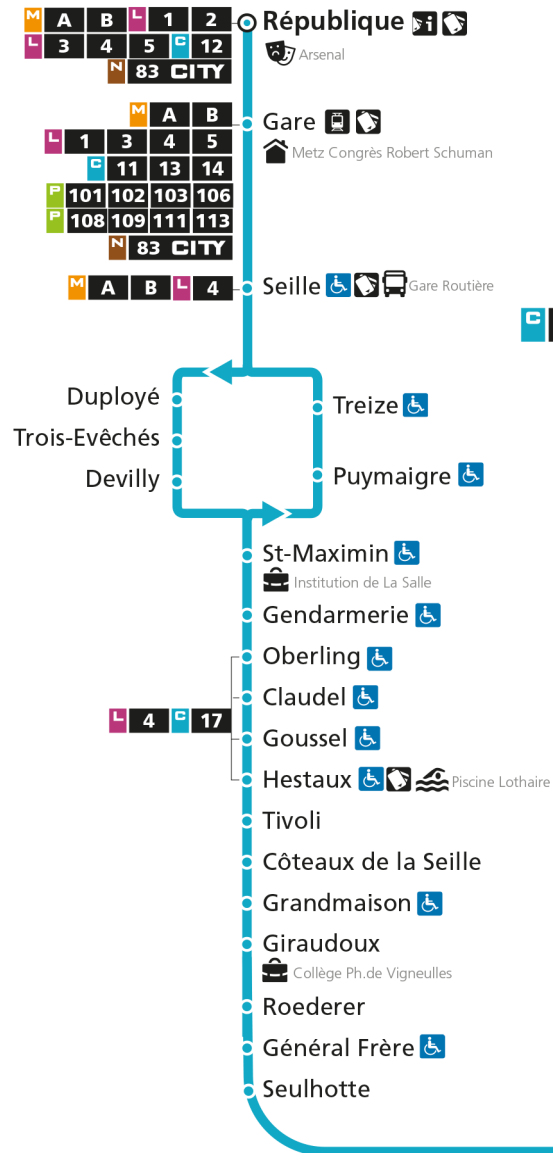 M A B L 1 2 République i
L 3 4 5 C 12 Arsenal
N 83 CITY
M A B Gare
L 1 3 4 5 Metz Congrès Robert Schuman
C 11 13 14
P 101 102 103 106
P 108 109 111 113
N 83 CITY
M A B L 4 Seille Gare Routière
C
Duployé
Treize
Trois-Evêchés
Devilly
Puymaigre
St-Maximin
Institution de La Salle
Gendarmerie
Oberling
Claudel
L 4 C 17
Goussel
Hestaux Piscine Lothaire
Tivoli
Côteaux de la Seille
Grandmaison
Giraudoux
Collège Ph.de Vigneulles
Roederer
Général Frère
Seulhotte